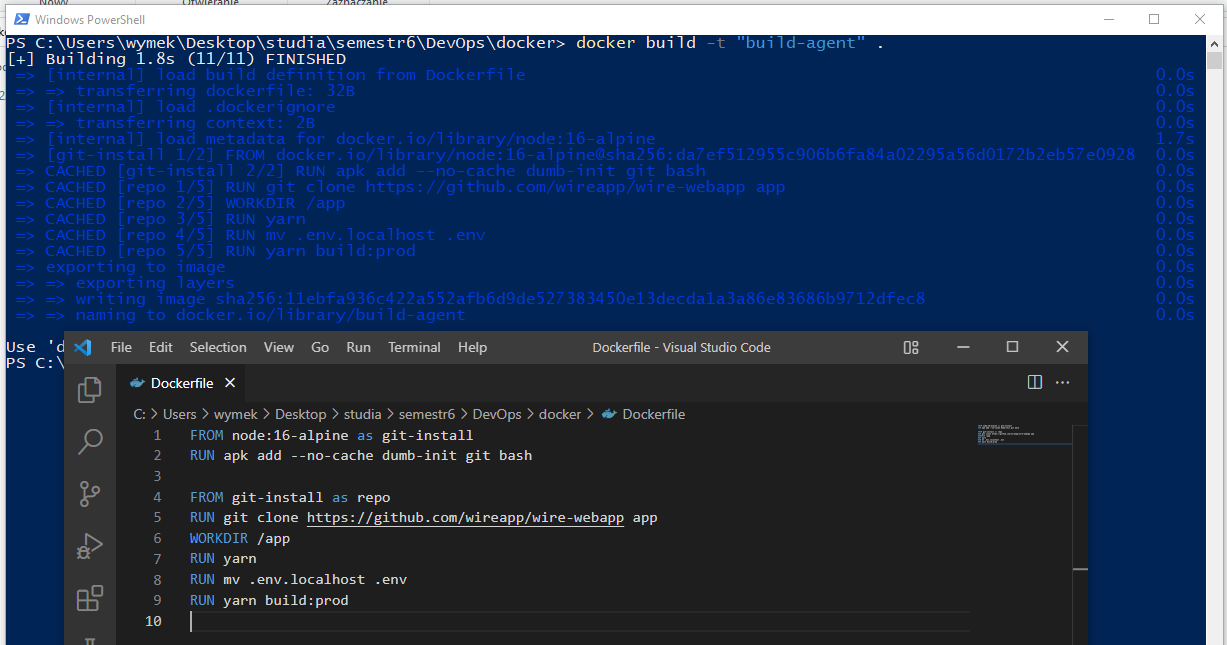 Nowy
Otwieranie
Zaznaczanie
Windows PowerShell
PS C:\Users\wymek\Desktop\studia\semestr6\DevOps\docker> docker build -t "build-agent" .
[+] Building 1.8s (11/11) FINISHED
=> [internal] load build definition from Dockerfile 0.0s
=> => transferring dockerfile: 32B 0.0s
=> [internal] load .dockerignore 0.0s
=> => transferring context: 2B 0.0s
=> [internal] load metadata for docker.io/library/node:16-alpine 1.7s
=> [git-install 1/2] FROM docker.io/library/node:16-alpine@sha256:da7ef512955c906b6fa84a02295a56d0172b2eb57e0928 0.0s
=> CACHED [git-install 2/2] RUN apk add --no-cache dumb-init git bash 0.0s
=> CACHED [repo 1/5] RUN git clone https://github.com/wireapp/wire-webapp app 0.0s
=> CACHED [repo 2/5] WORKDIR /app 0.0s
=> CACHED [repo 3/5] RUN yarn 0.0s
=> CACHED [repo 4/5] RUN mv .env.localhost .env 0.0s
=> CACHED [repo 5/5] RUN yarn build:prod 0.0s
=> exporting to image 0.0s
=> => exporting layers 0.0s
=> => writing image sha256:11ebfa936c422a552afb6d9de527383450e13decda1a3a86e83686b9712dfec8 0.0s
=> => naming to docker.io/library/build-agent 0.0s
Use 'd
PS C:\
File Edit Selection View Go Run Terminal Help Dockerfile - Visual Studio Code
Dockerfile
C: > Users > wymek > Desktop > studia > semestr6 > DevOps > docker > Dockerfile
1 FROM node:16-alpine as git-install
2 RUN apk add --no-cache dumb-init git bash
3
4 FROM git-install as repo
5 RUN git clone https://github.com/wireapp/wire-webapp app
6 WORKDIR /app
7 RUN yarn
8 RUN mv .env.localhost .env
9 RUN yarn build:prod
10